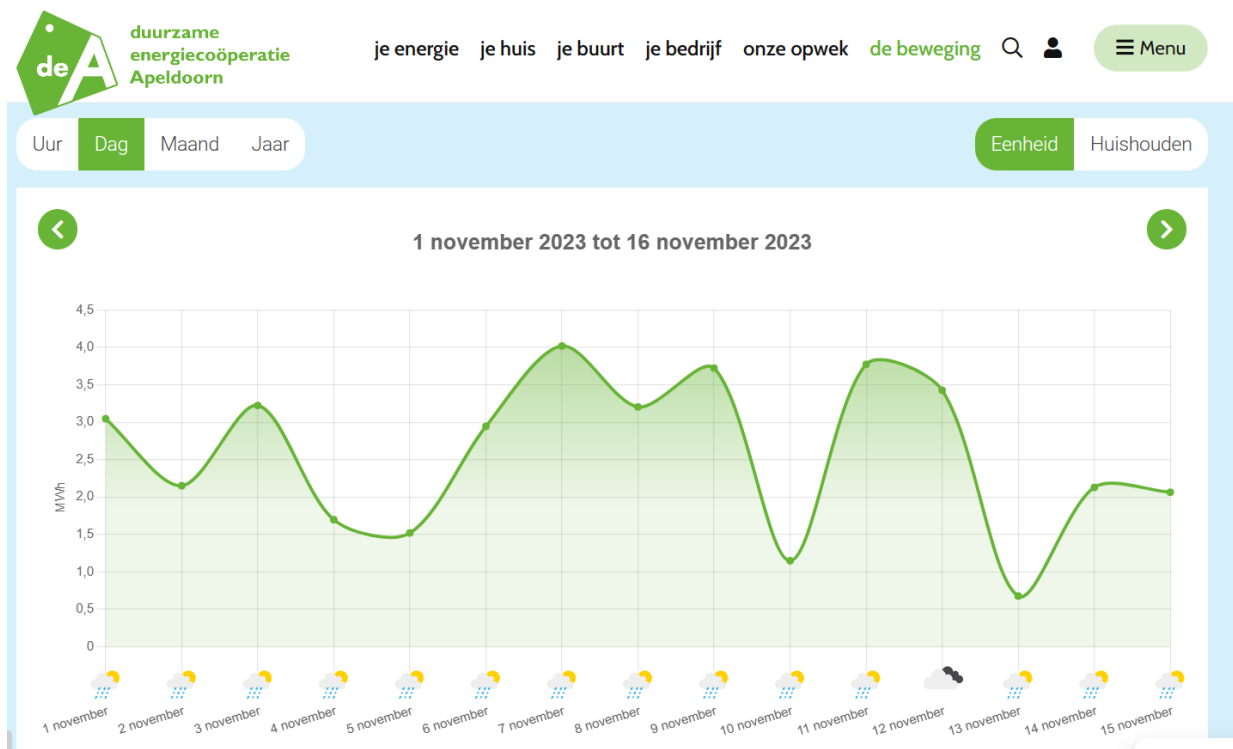 deA
duurzame
energiecoöperatie
Apeldoorn
je energie je huis je buurt je bedrijf onze opwek de beweging Menu
Uur Dag Maand Jaar Eenheid Huishouden
1 november 2023 tot 16 november 2023
4,5
4,0
3,5
3,0
2,5
2,0
1,5
1,0
0,5
0
MWh
1 november 2 november 3 november 4 november 5 november 6 november 7 november 8 november 9 november 10 november 11 november 12 november 13 november 14 november 15 november